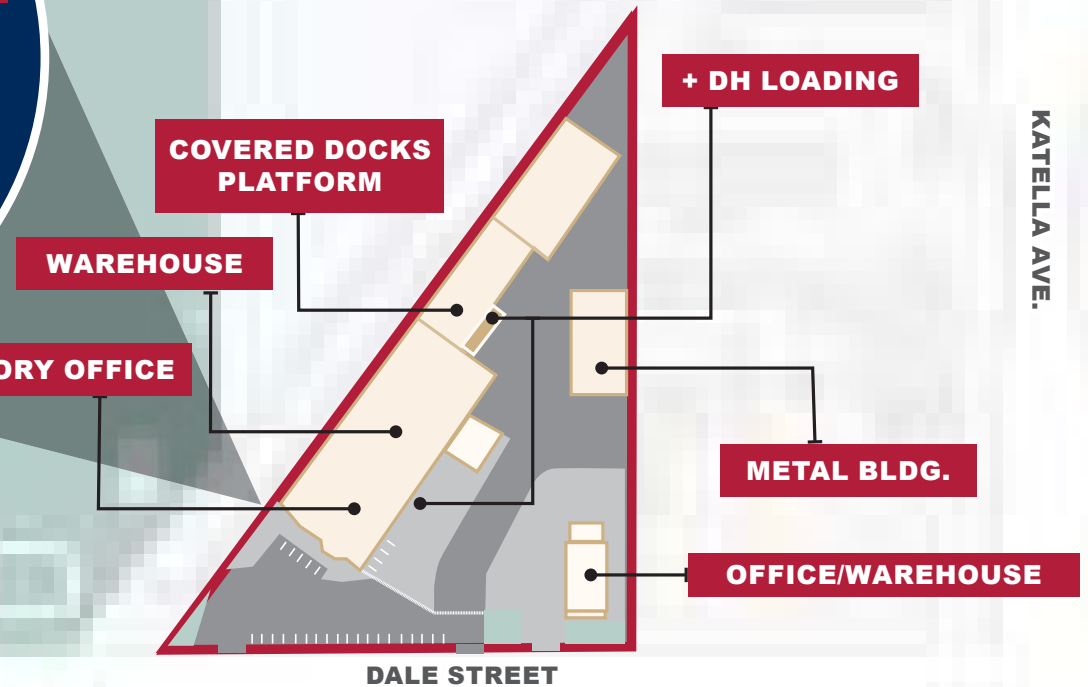 + DH LOADING
COVERED DOCKS
PLATFORM
KATELLA AVE.
WAREHOUSE
ORY OFFICE
METAL BLDG.
OFFICE/WAREHOUSE
DALE STREET